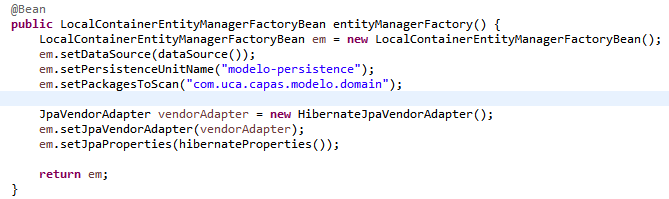 @Bean
public LocalContainerEntityManagerFactoryBean entityManagerFactory() {
    LocalContainerEntityManagerFactoryBean em = new LocalContainerEntityManagerFactoryBean();
    em.setDataSource(dataSource());
    em.setPersistenceUnitName("modelo-persistence");
    em.setPackagesToScan("com.uca.capas.modelo.domain");
    JpaVendorAdapter vendorAdapter = new HibernateJpaVendorAdapter();
    em.setJpaVendorAdapter(vendorAdapter);
    em.setJpaProperties(hibernateProperties());
    return em;
}